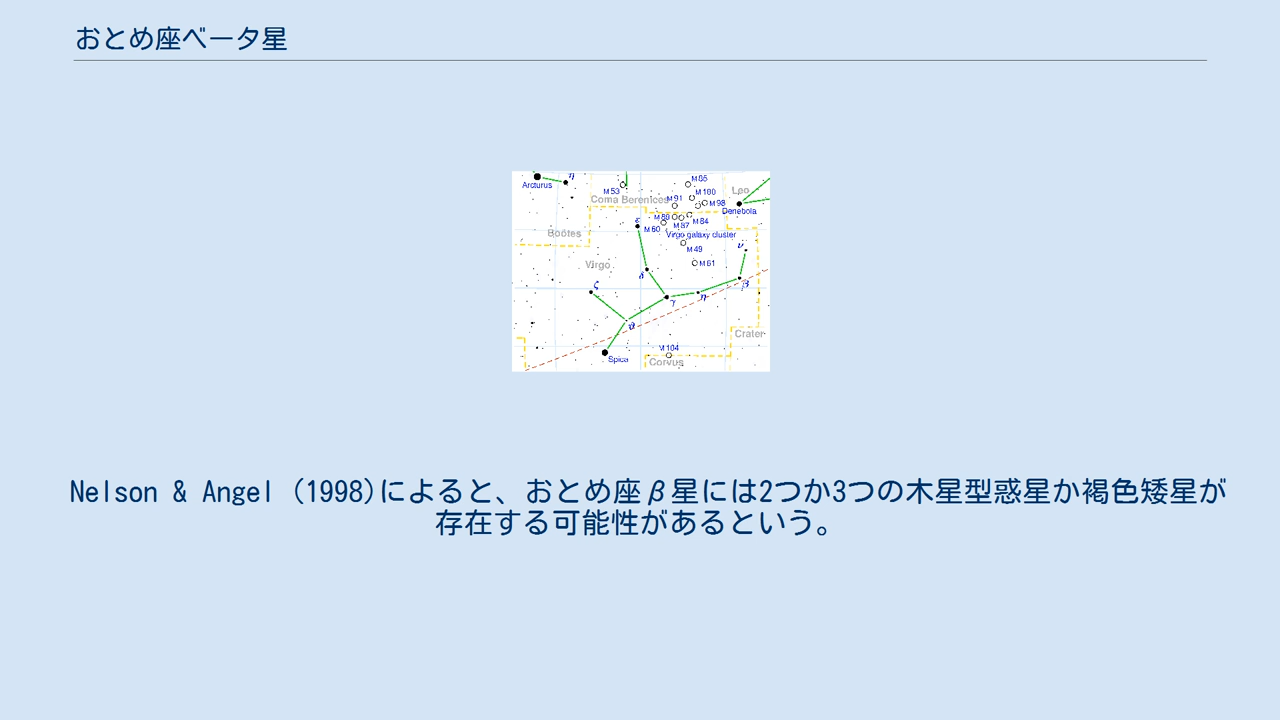 おとめ座ベータ星
Arcturus
η
M 53
Coma Berenices
M 85
M 100
M 91
M 98
Leo
Denebola
M 89
M 84
M 87
M 60
Virgo galaxy cluster
ε
Bootes
M 49
ν
Virgo
M 61
δ
ζ
β
γ
η
θ
Crater
M 104
Spica
Corvus
Nelson & Angel (1998)によると、おとめ座β星には2つか3つの木星型惑星か褐色矮星が
存在する可能性があるという。